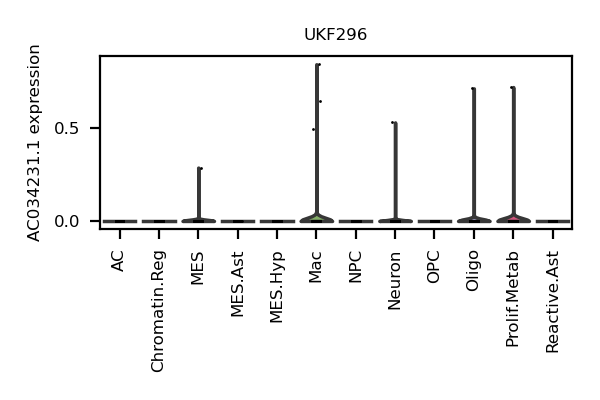 UKF296
AC034231.1 expression
0.5
0.0
AC
Chromatin.Reg
MES
MES.Ast
MES.Hyp
Mac
NPC
Neuron
OPC
Oligo
Prolif.Metab
Reactive.Ast